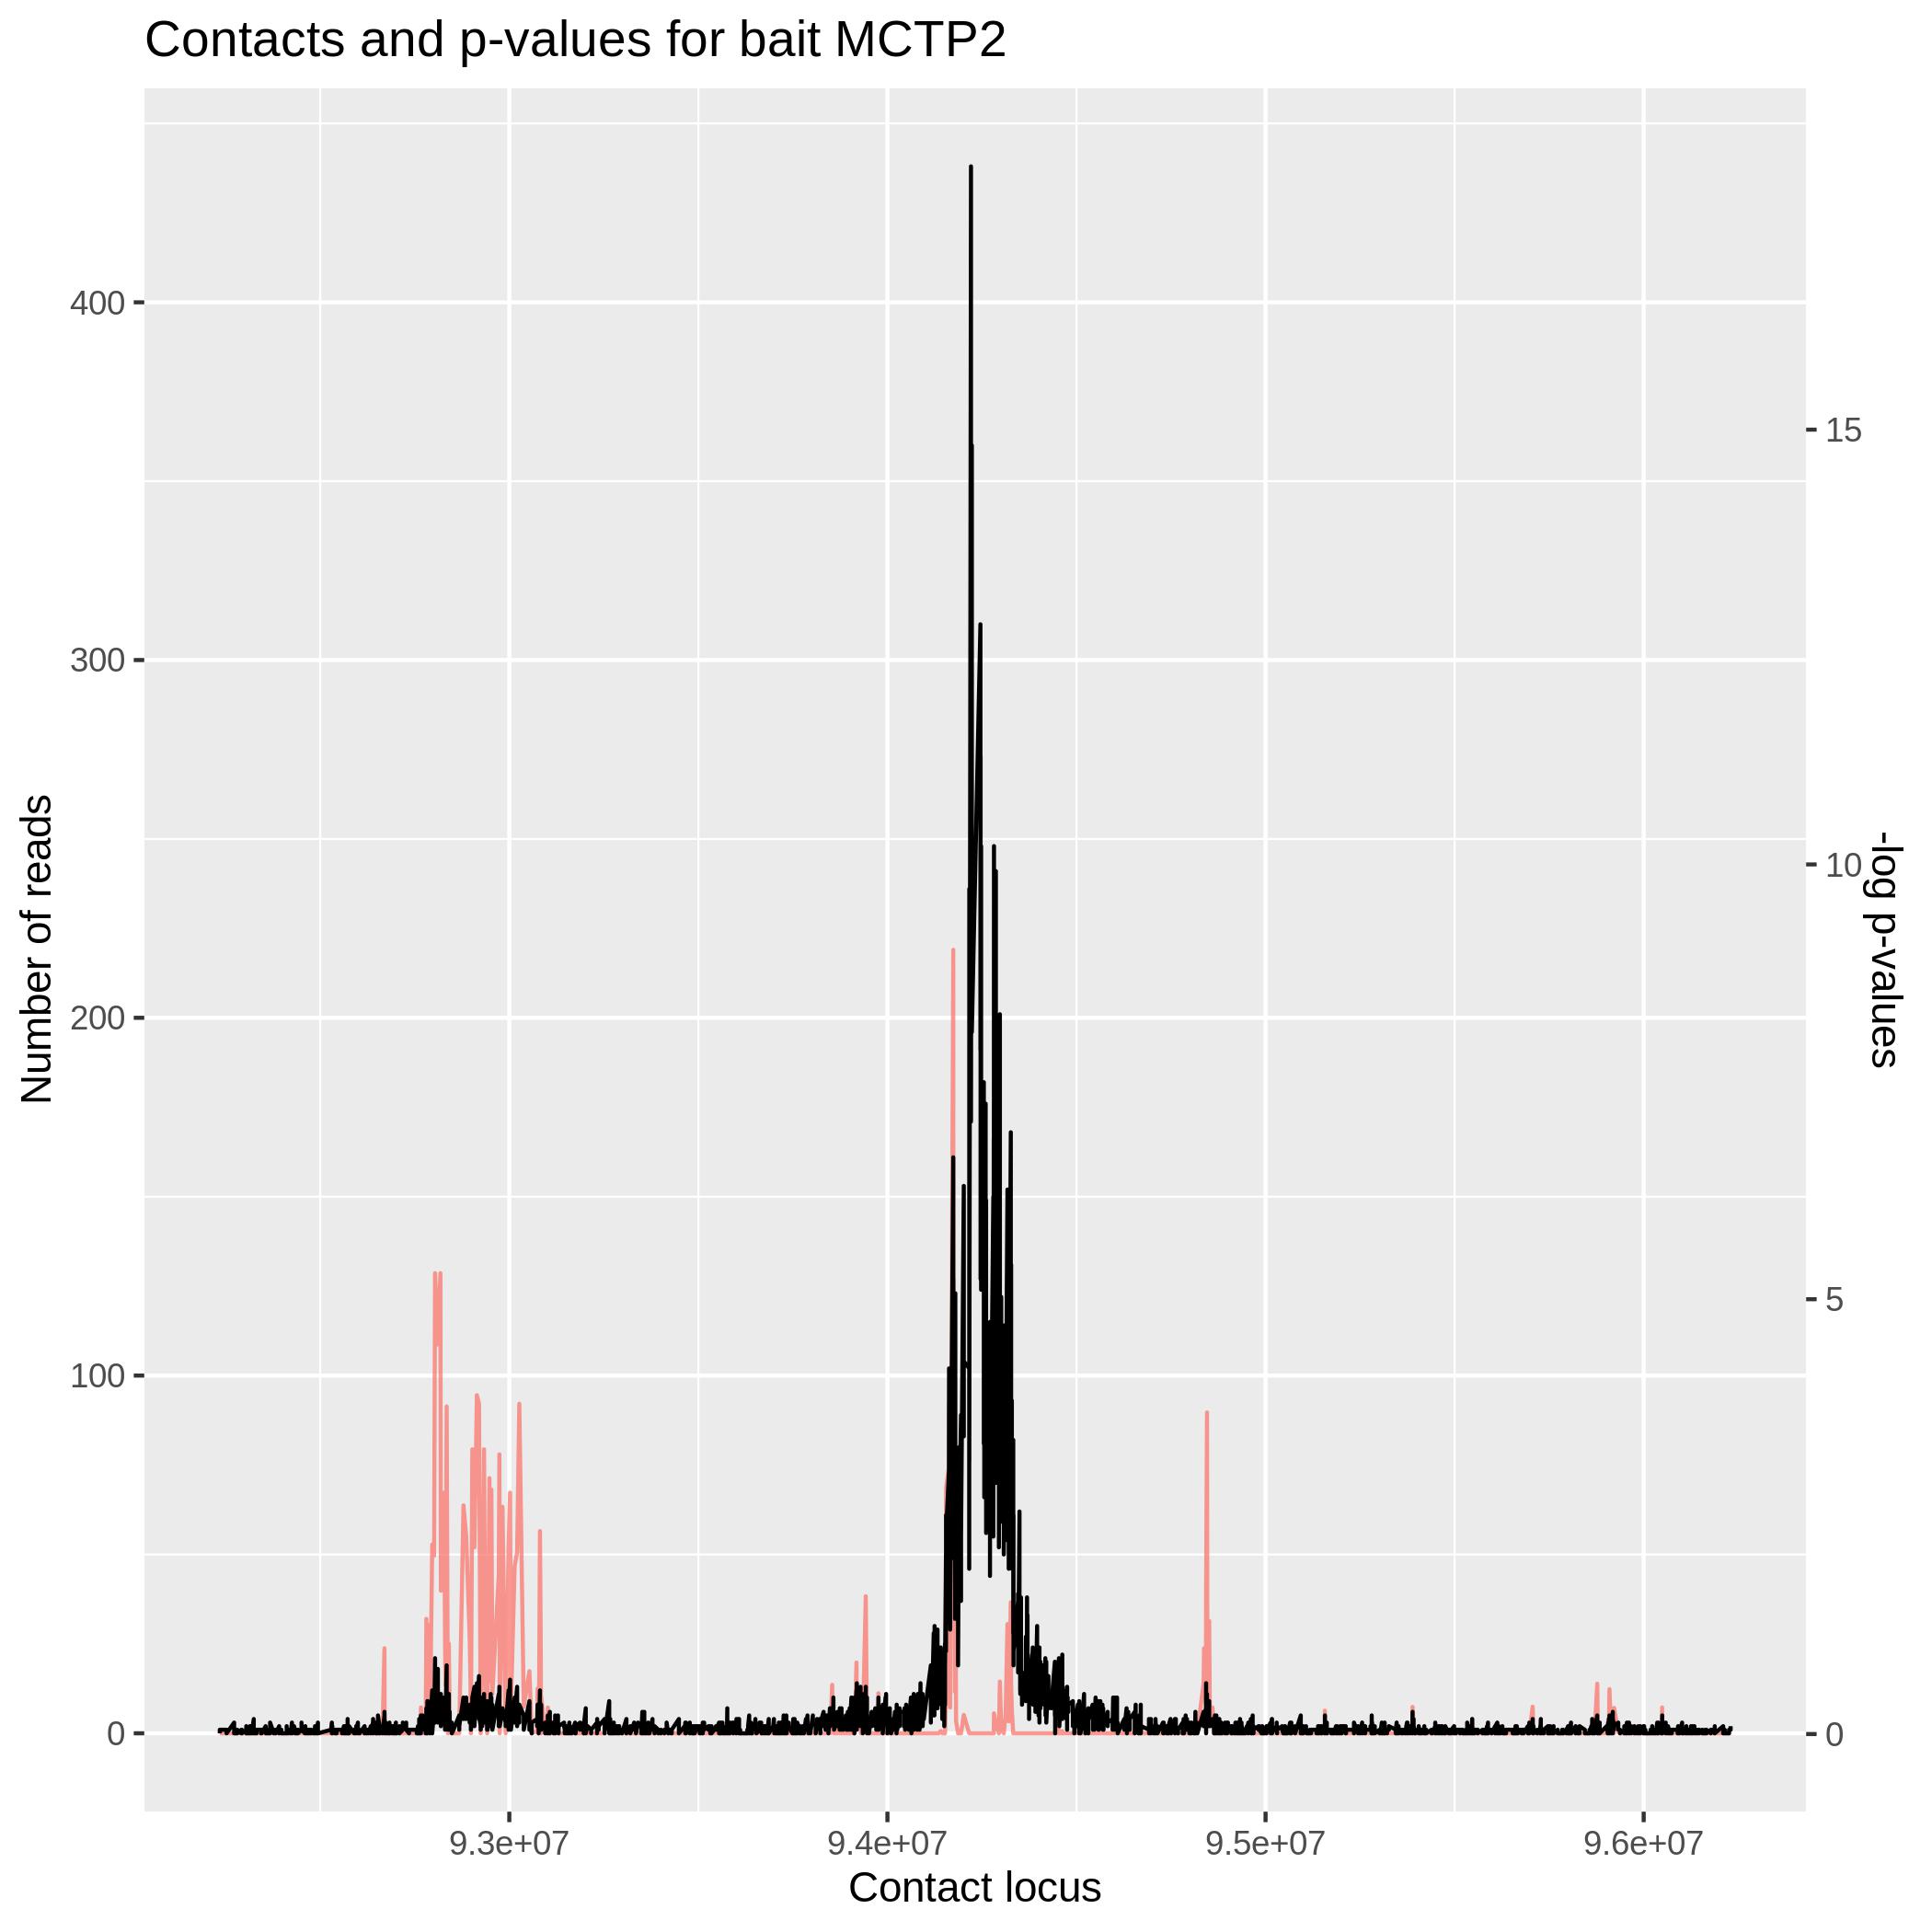 Contacts and p-values for bait MCTP2
Number of reads
400
300
200
100
0
15
10
5
0
-log p-values
9.3e+07
9.4e+07
9.5e+07
9.6e+07
Contact locus